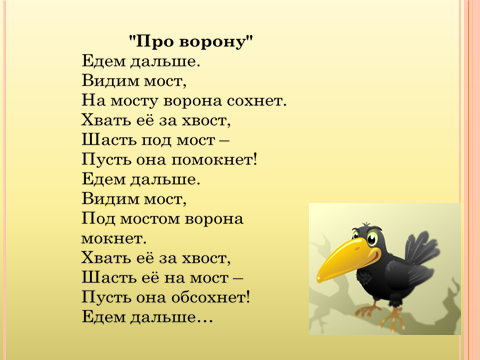 "Про ворону"
Едем дальше.
Видим мост,
На мосту ворона сохнет.
Хвать её за хвост,
Шасть под мост –
Пусть она помокнет!
Едем дальше.
Видим мост,
Под мостом ворона
мокнет.
Хвать её за хвост,
Шасть её на мост –
Пусть она обсохнет!
Едем дальше…